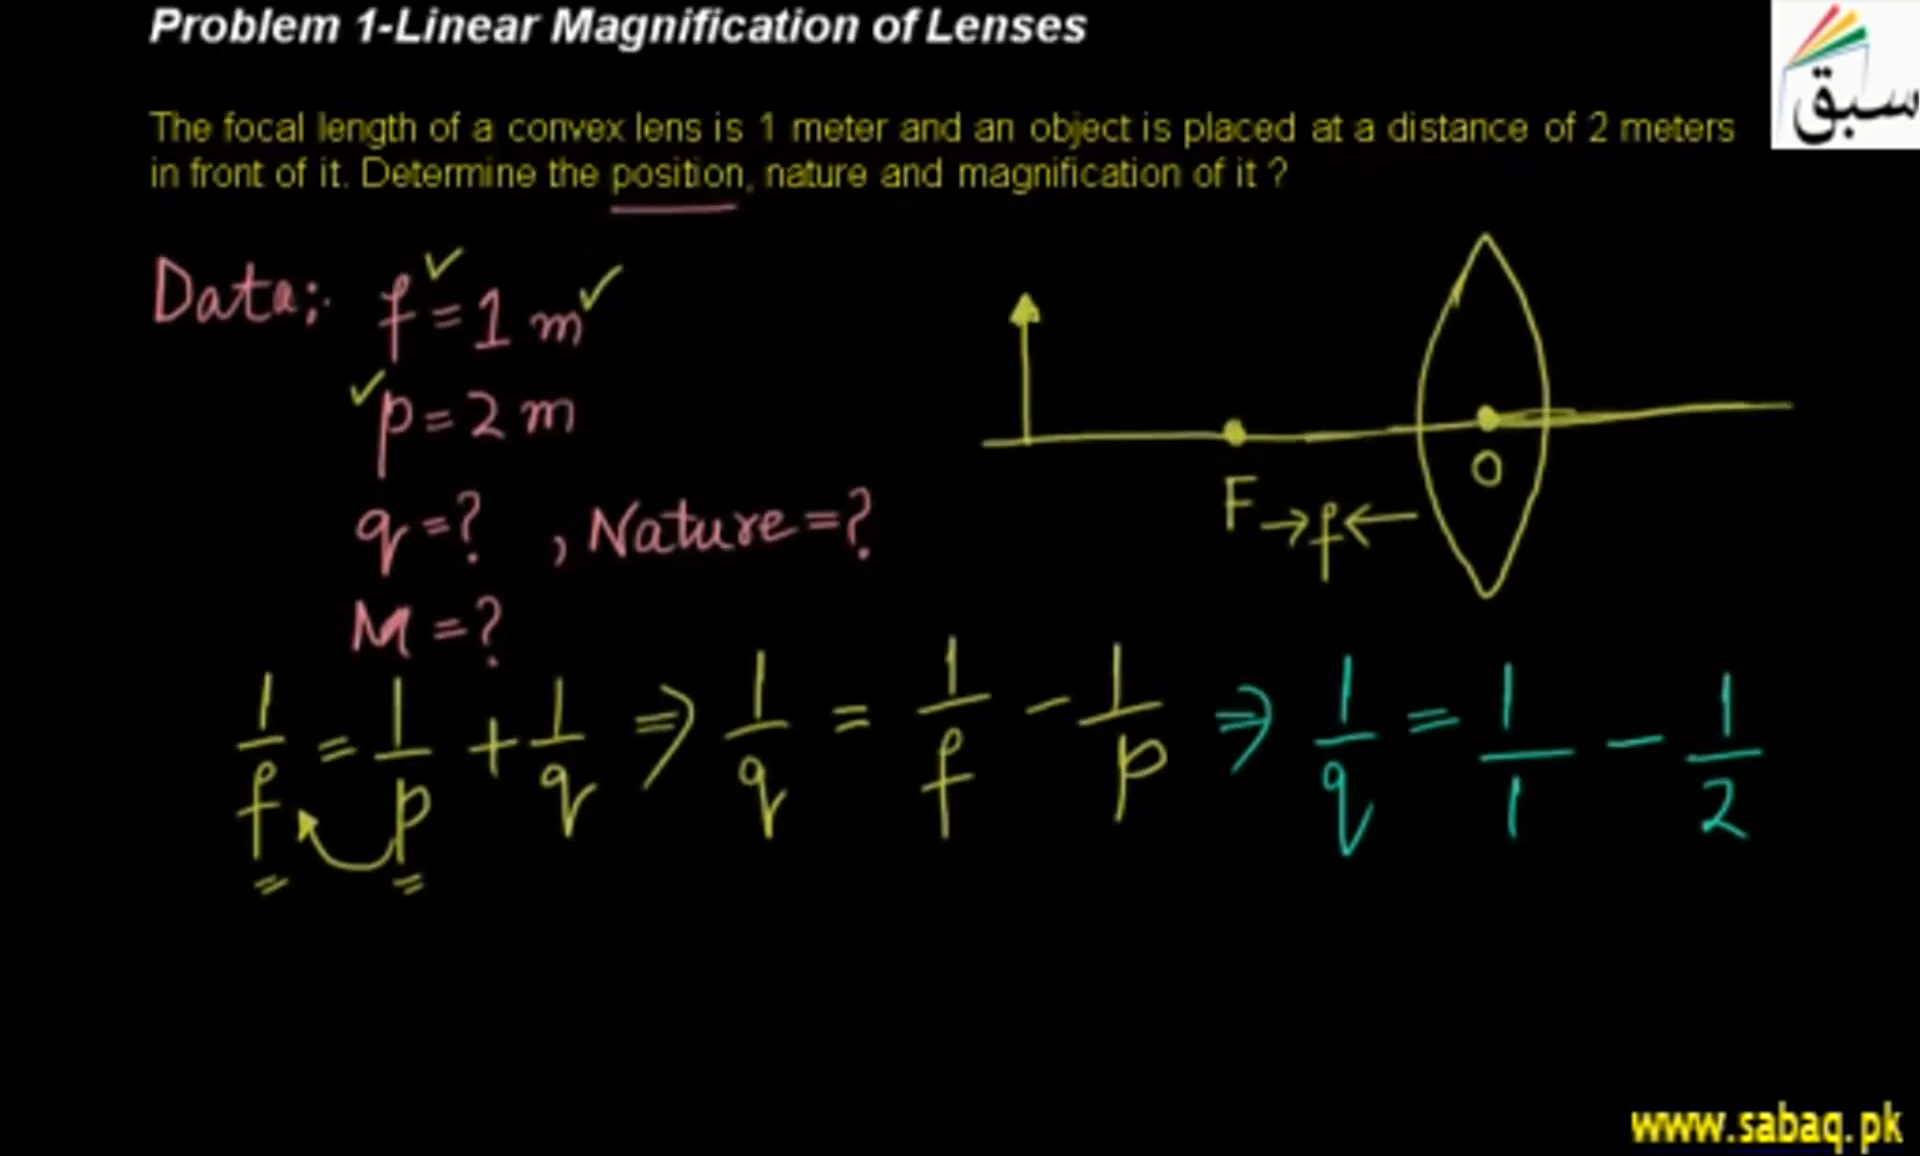 Problem 1-Linear Magnification of Lenses
سبق
The focal length of a convex lens is 1 meter and an object is placed at a distance of 2 meters
in front of it. Determine the position, nature and magnification of it ?
Data:- f = 1 m
p = 2 m
q = ? , Nature = ?
M = ?
O
F → f ←
1/f = 1/p + 1/q ⇒ 1/q = 1/f - 1/p ⇒ 1/q = 1/1 - 1/2
www.sabaq.pk